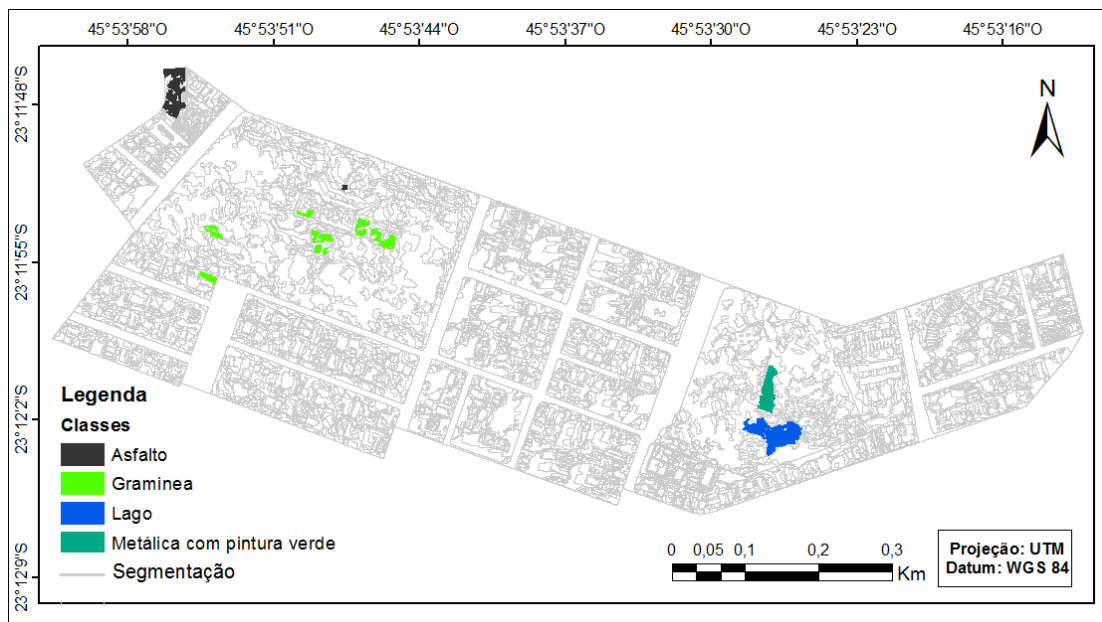 45°53'58"O 45°53'51"O 45°53'44"O 45°53'37"O 45°53'30"O 45°53'23"O 45°53'16"O
23°11'48"S
23°11'55"S
23°12'2"S
23°12'9"S
N
Legenda
Classes
Asfalto
Graminea
Lago
Metálica com pintura verde
Segmentação
0 0,05 0,1 0,2 0,3
Km
Projeção: UTM
Datum: WGS 84